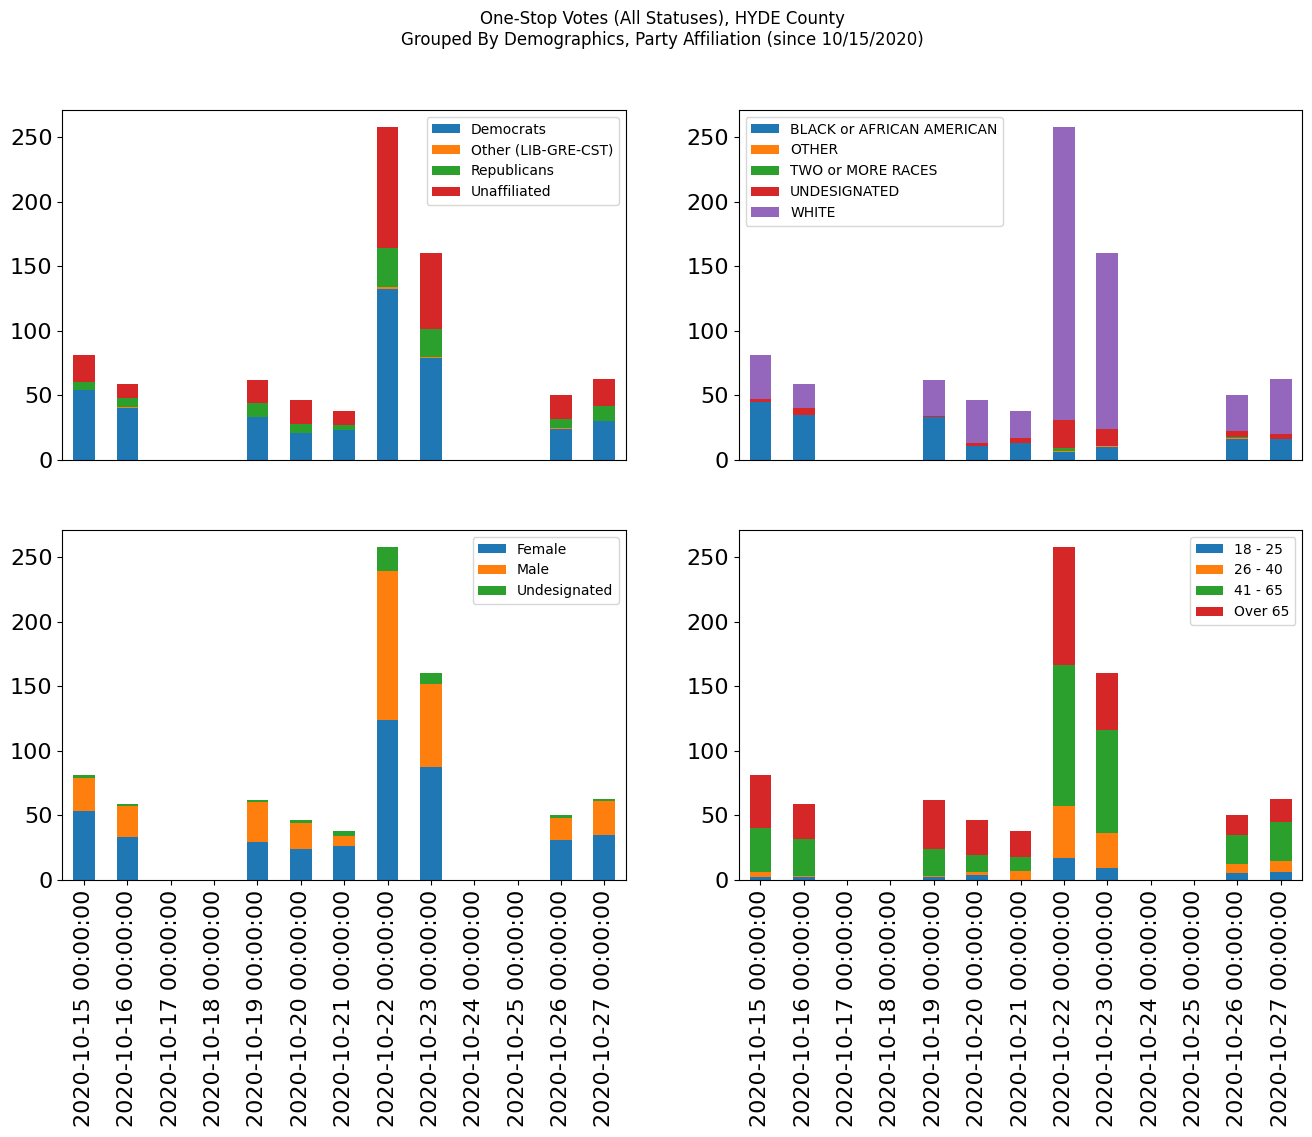 One-Stop Votes (All Statuses), HYDE County
Grouped By Demographics, Party Affiliation (since 10/15/2020)
250
200
150
100
50
0
Democrats
Other (LIB-GRE-CST)
Republicans
Unaffiliated
250
200
150
100
50
0
BLACK or AFRICAN AMERICAN
OTHER
TWO or MORE RACES
UNDESIGNATED
WHITE
250
200
150
100
50
0
Female
Male
Undesignated
2020-10-15 00:00:00
2020-10-16 00:00:00
2020-10-17 00:00:00
2020-10-18 00:00:00
2020-10-19 00:00:00
2020-10-20 00:00:00
2020-10-21 00:00:00
2020-10-22 00:00:00
2020-10-23 00:00:00
2020-10-24 00:00:00
2020-10-25 00:00:00
2020-10-26 00:00:00
2020-10-27 00:00:00
250
200
150
100
50
0
18 - 25
26 - 40
41 - 65
Over 65
2020-10-15 00:00:00
2020-10-16 00:00:00
2020-10-17 00:00:00
2020-10-18 00:00:00
2020-10-19 00:00:00
2020-10-20 00:00:00
2020-10-21 00:00:00
2020-10-22 00:00:00
2020-10-23 00:00:00
2020-10-24 00:00:00
2020-10-25 00:00:00
2020-10-26 00:00:00
2020-10-27 00:00:00